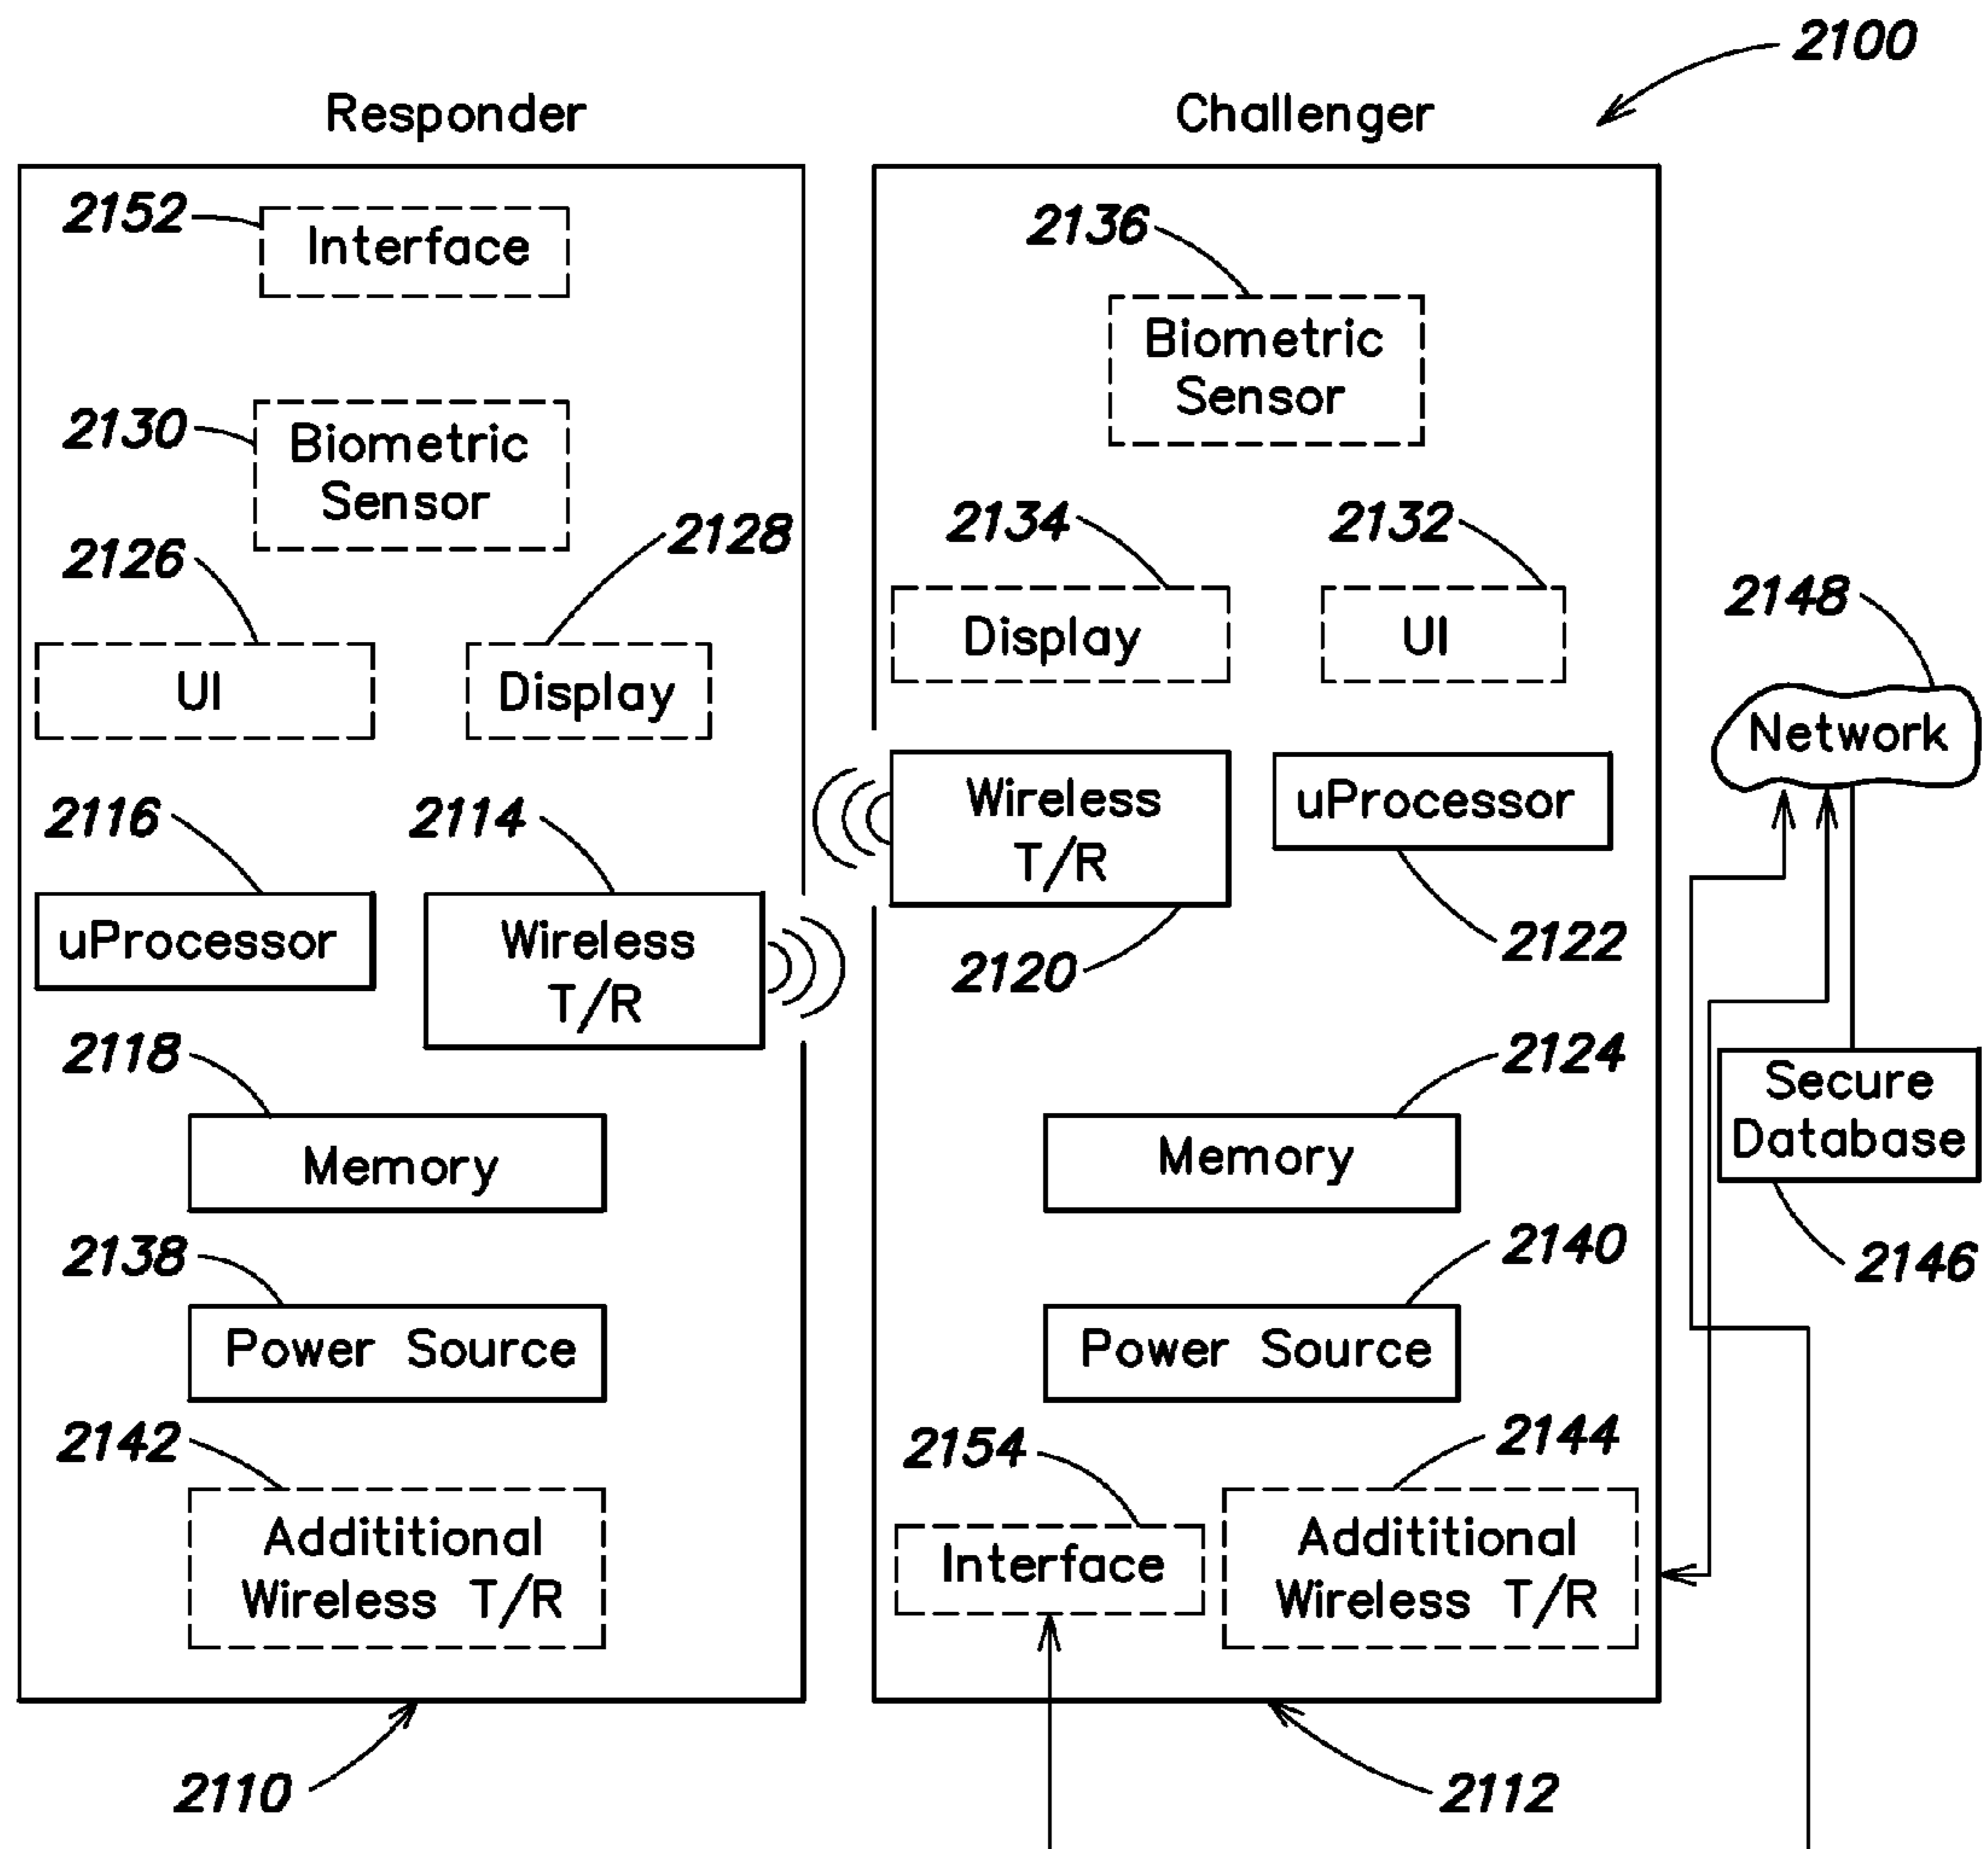 2100
Responder
Challenger
2152
Interface
2130
Biometric
Sensor
2126
2128
UI
Display
2116
2114
uProcessor
Wireless
T/R
2118
Memory
2138
Power Source
2142
Addititional
Wireless T/R
2110
2136
Biometric
Sensor
2134
2132
Display
UI
Wireless
T/R
uProcessor
2120
2122
2124
Memory
2140
Power Source
2154
2144
Interface
Addititional
Wireless T/R
2112
2148
Network
Secure
Database
2146